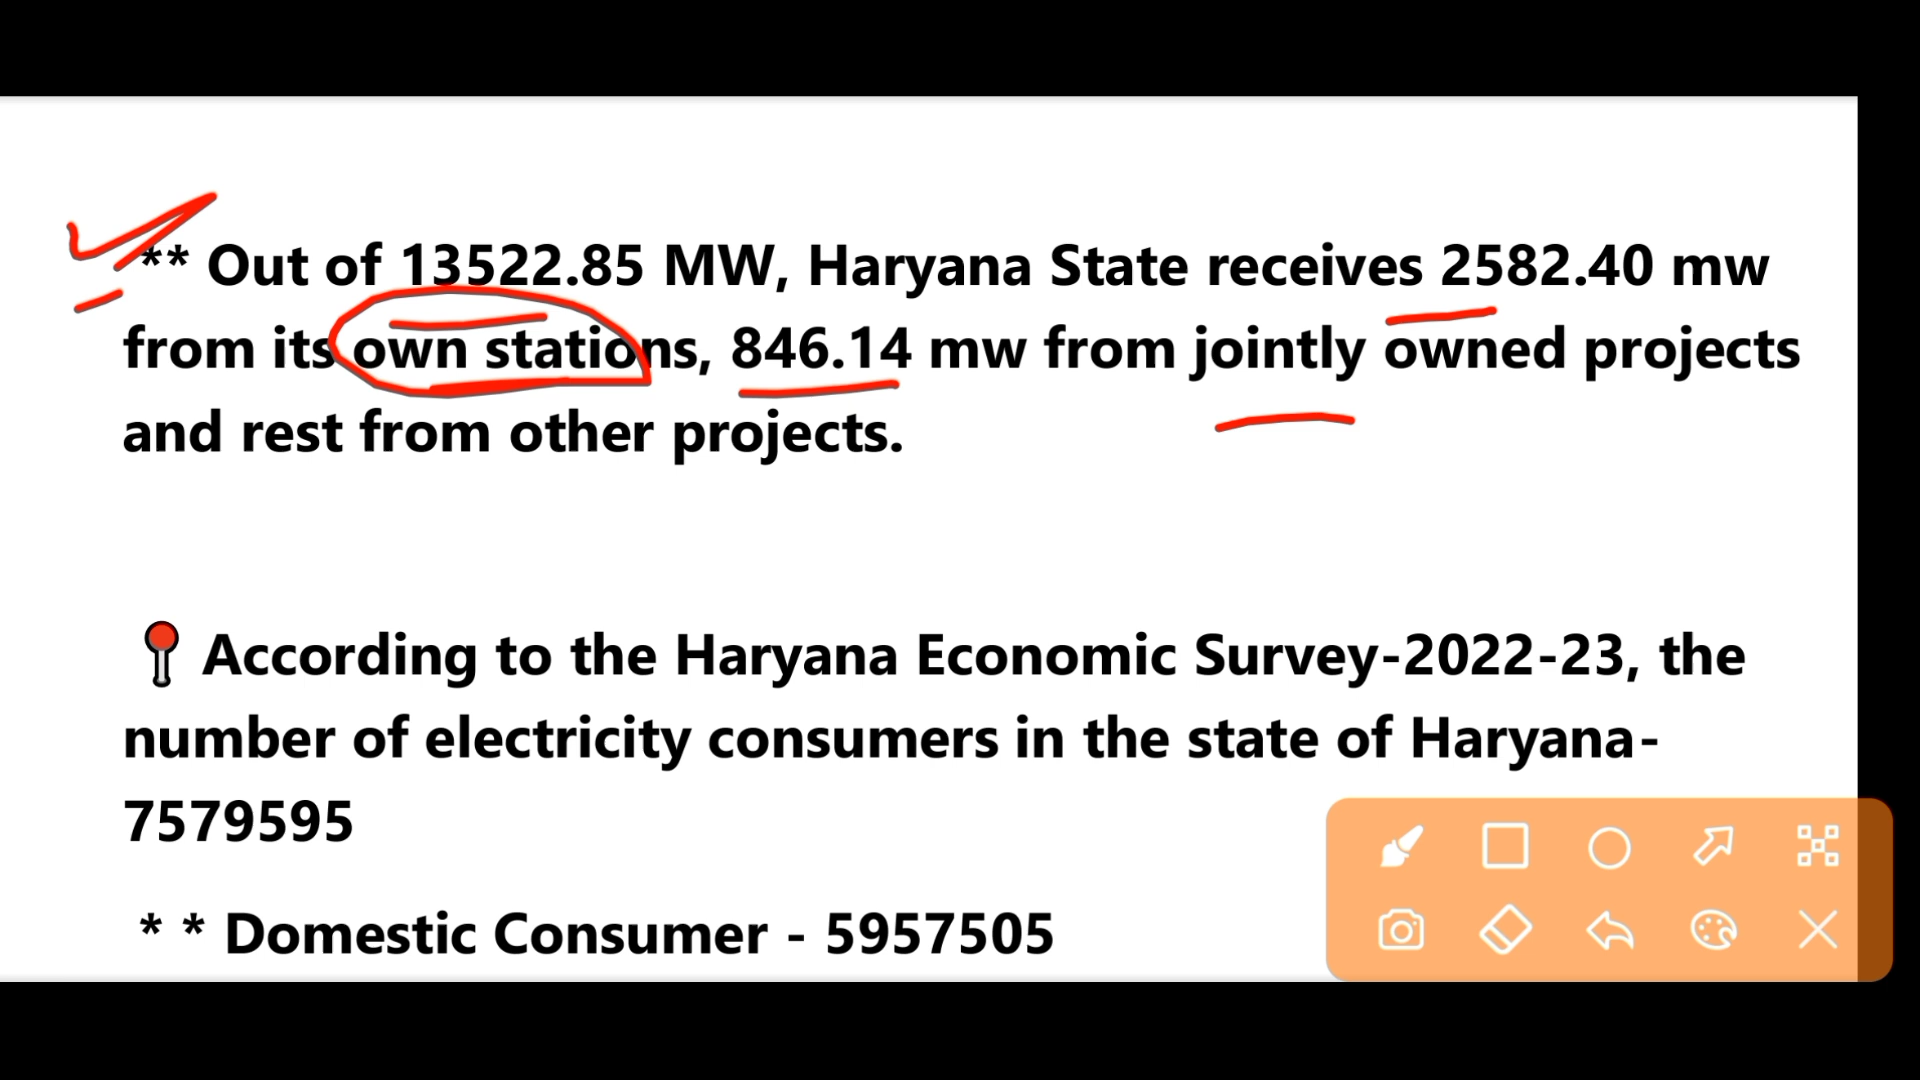 ** Out of 13522.85 MW, Haryana State receives 2582.40 mw
from its own stations, 846.14 mw from jointly owned projects
and rest from other projects.
📍 According to the Haryana Economic Survey-2022-23, the
number of electricity consumers in the state of Haryana-
7579595
* * Domestic Consumer - 5957505